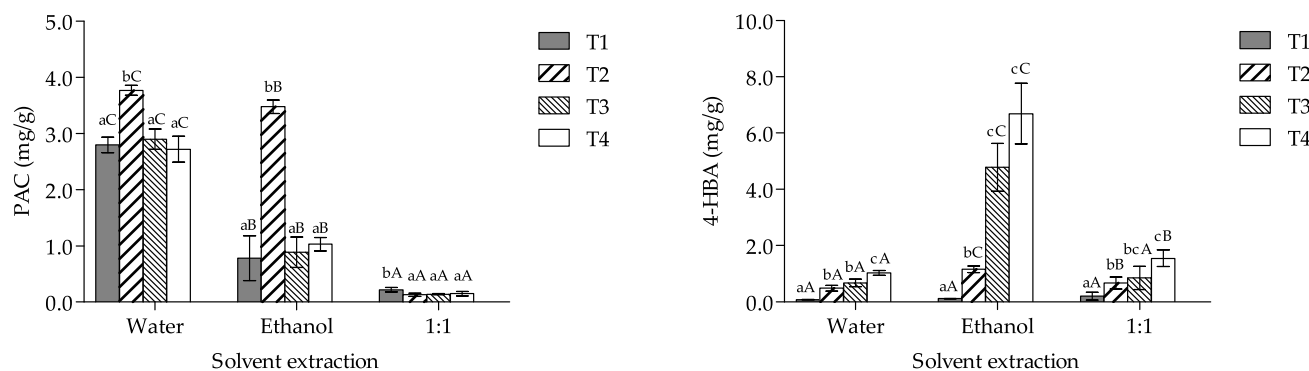 5.0
4.0
3.0
2.0
1.0
0.0
PAC (mg/g)
aC
bC
aC
aC
aB
bB
aB
aB
bA
aA
aA
aA
Water
Ethanol
1:1
Solvent extraction
T1
T2
T3
T4
10.0
8.0
6.0
4.0
2.0
0.0
4-HBA (mg/g)
aA
bA
bA
cA
aA
bC
cC
cC
aA
bB
bcA
cB
Water
Ethanol
1:1
Solvent extraction
T1
T2
T3
T4